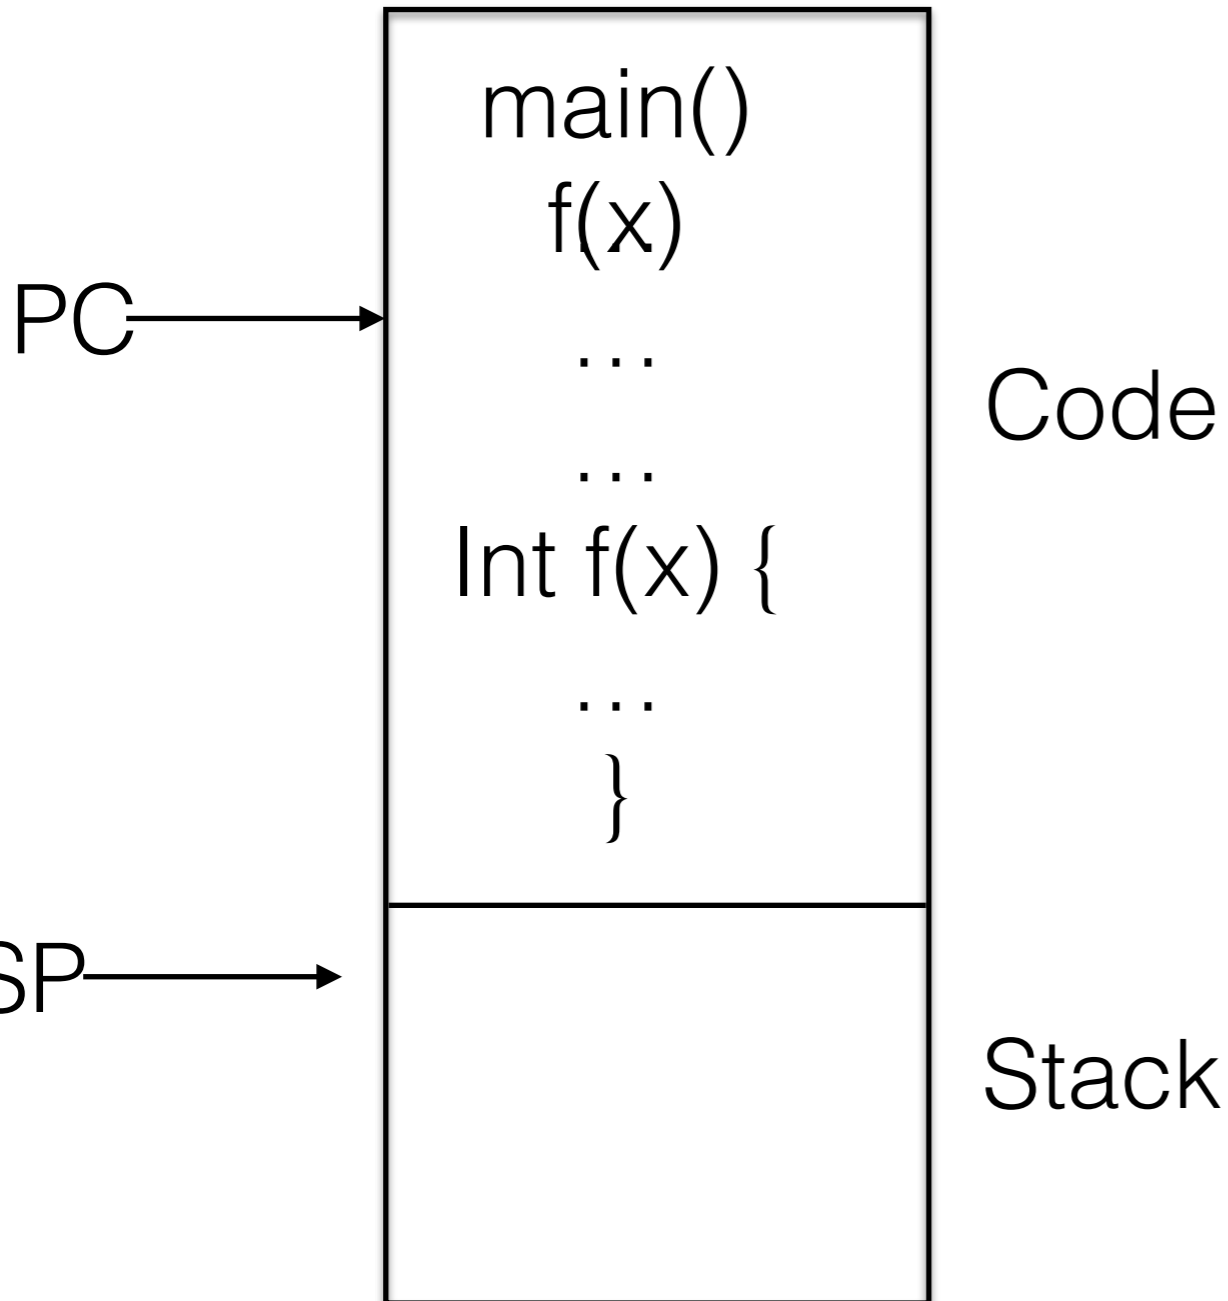 main()
f(x)
PC
...
Code
...
Int f(x) {
...
}
SP
Stack